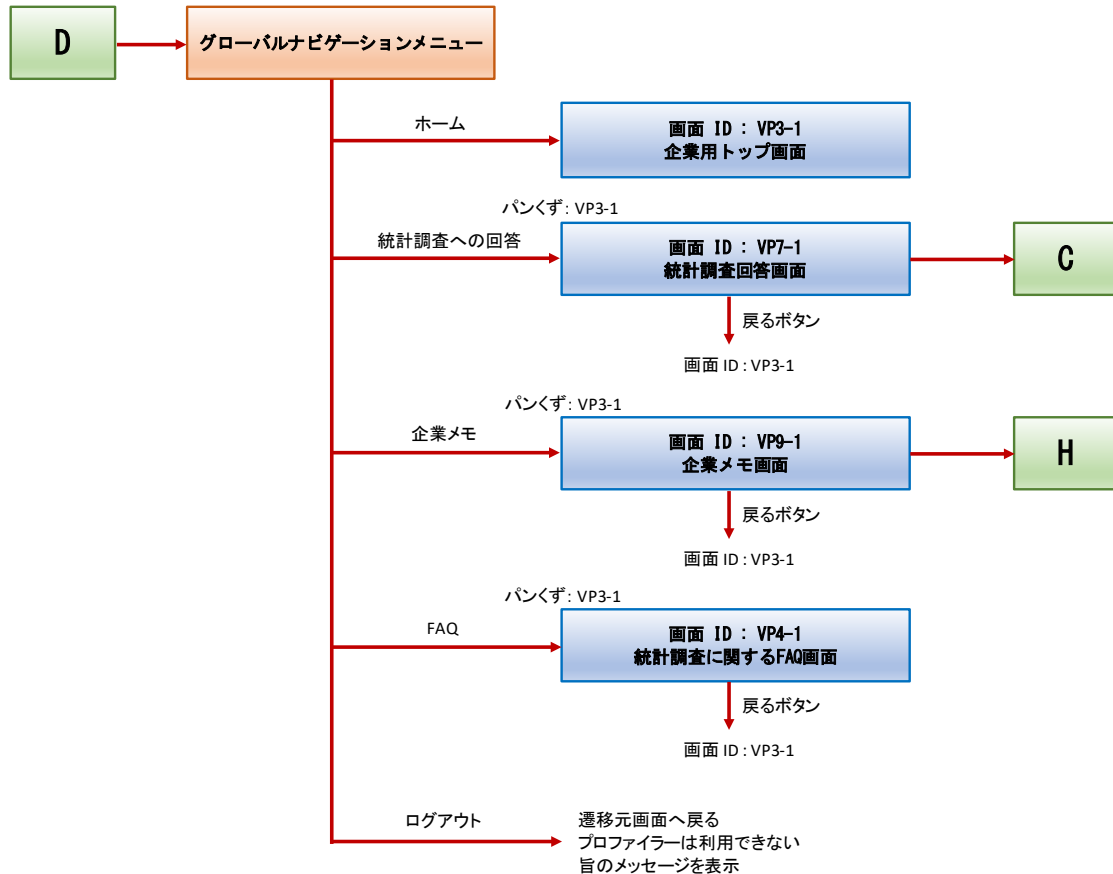 D
グローバルナビゲーションメニュー
ホーム
画面 ID : VP3-1
企業用トップ画面
パンくず: VP3-1
統計調査への回答
画面 ID : VP7-1
統計調査回答画面
C
戻るボタン
画面 ID : VP3-1
パンくず: VP3-1
企業メモ
画面 ID : VP9-1
企業メモ画面
H
戻るボタン
画面 ID : VP3-1
パンくず: VP3-1
FAQ
画面 ID : VP4-1
統計調査に関するFAQ画面
戻るボタン
画面 ID : VP3-1
ログアウト
遷移元画面へ戻る
プロファイラーは利用できない
旨のメッセージを表示